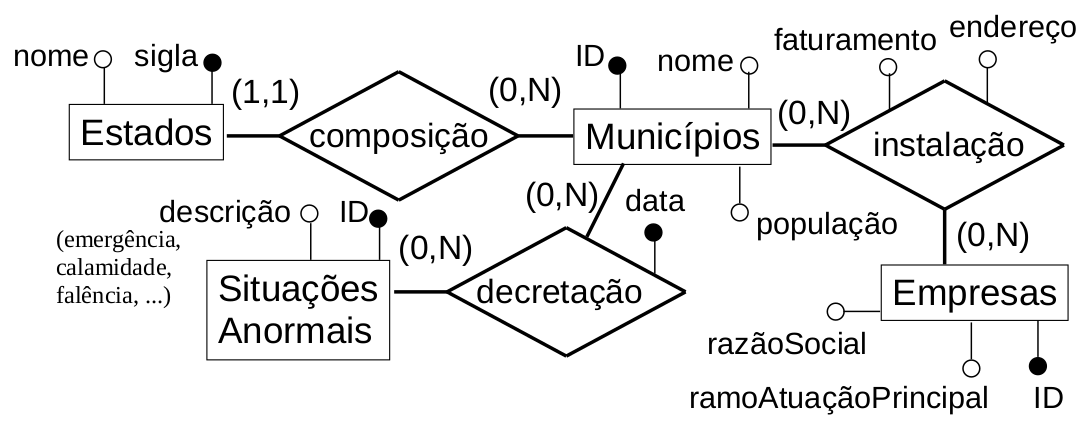 endereço
faturamento
nome
sigla
ID
nome
(1,1)
(0,N)
(0,N)
Estados
composição
Municípios
instalação
(0,N)
data
descrição
ID
população
(emergência,
calamidade,
falência, ...)
(0,N)
(0,N)
Situações
Anormais
decretação
Empresas
razãoSocial
ramoAtuaçãoPrincipal
ID